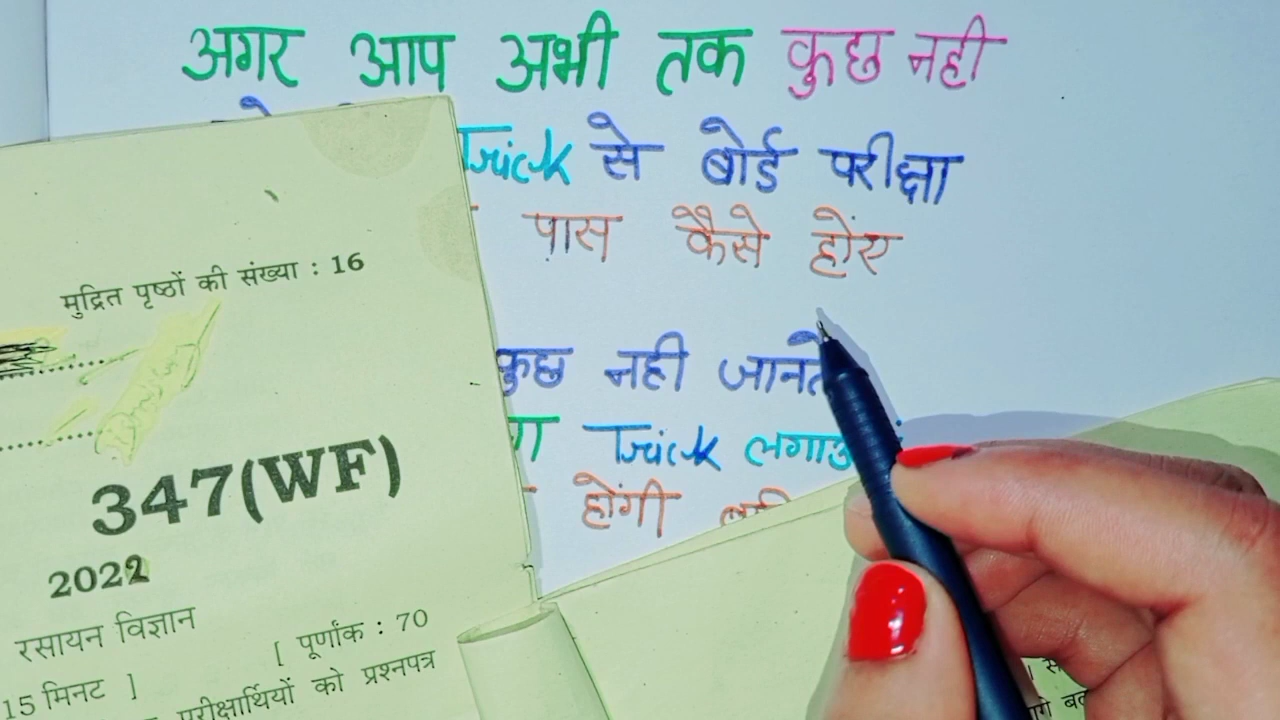 अगर आप अभी तक कुछ नही
Trick से बोर्ड परीक्षा
पास कैसे होंए
मुद्रित पृष्ठों की संख्या : 16
कुछ नही जानते
Trick
347(WF)
होंगी
2022
रसायन विज्ञान
[ पूर्णांक : 70
15 मिनट ]
परीक्षार्थियों को प्रश्नपत्र